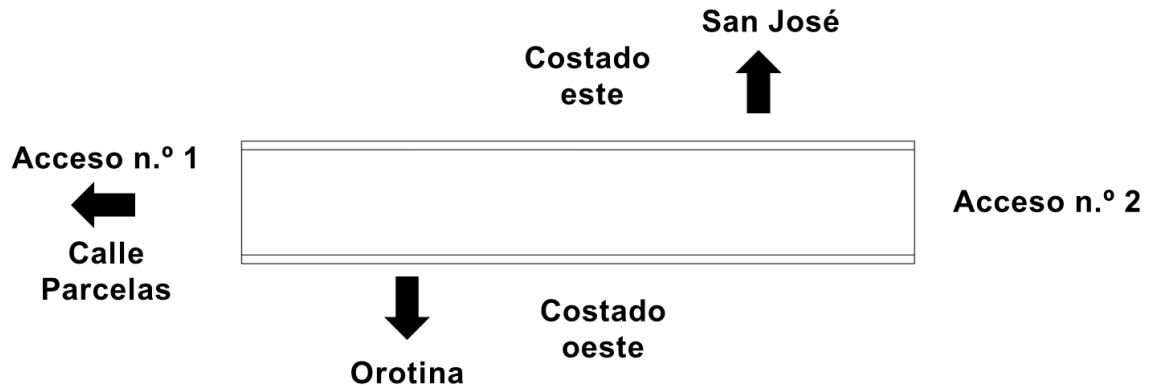 San José
Costado
este
Acceso n.º 1
Calle
Parcelas
Acceso n.º 2
Costado
oeste
Orotina